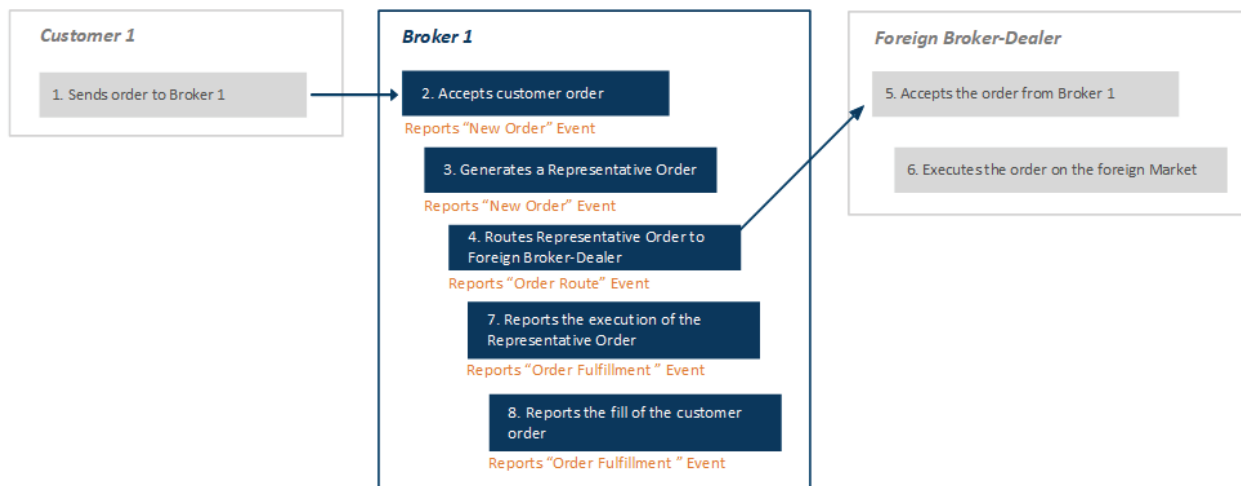 Customer 1
1. Sends order to Broker 1
Broker 1
2. Accepts customer order
Reports “New Order” Event
3. Generates a Representative Order
Reports “New Order” Event
4. Routes Representative Order to
Foreign Broker-Dealer
Reports “Order Route” Event
7. Reports the execution of the
Representative Order
Reports “Order Fulfillment ” Event
8. Reports the fill of the customer
order
Reports “Order Fulfillment ” Event
Foreign Broker-Dealer
5. Accepts the order from Broker 1
6. Executes the order on the foreign Market